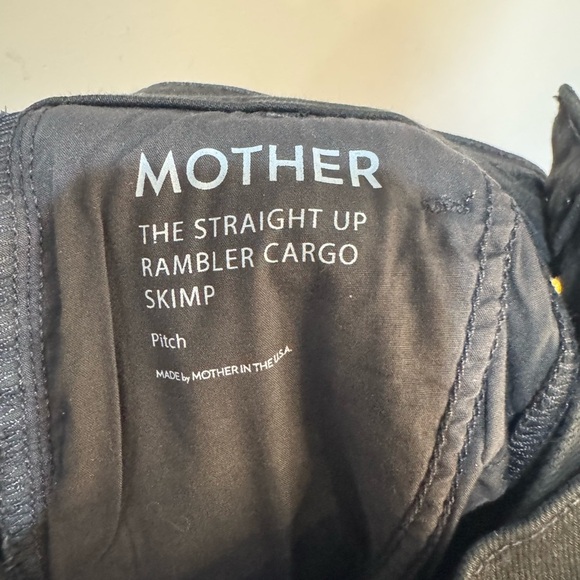 MOTHER
THE STRAIGHT UP
RAMBLER CARGO
SKIMP
Pitch
MADE by MOTHER IN THE U.S.A.